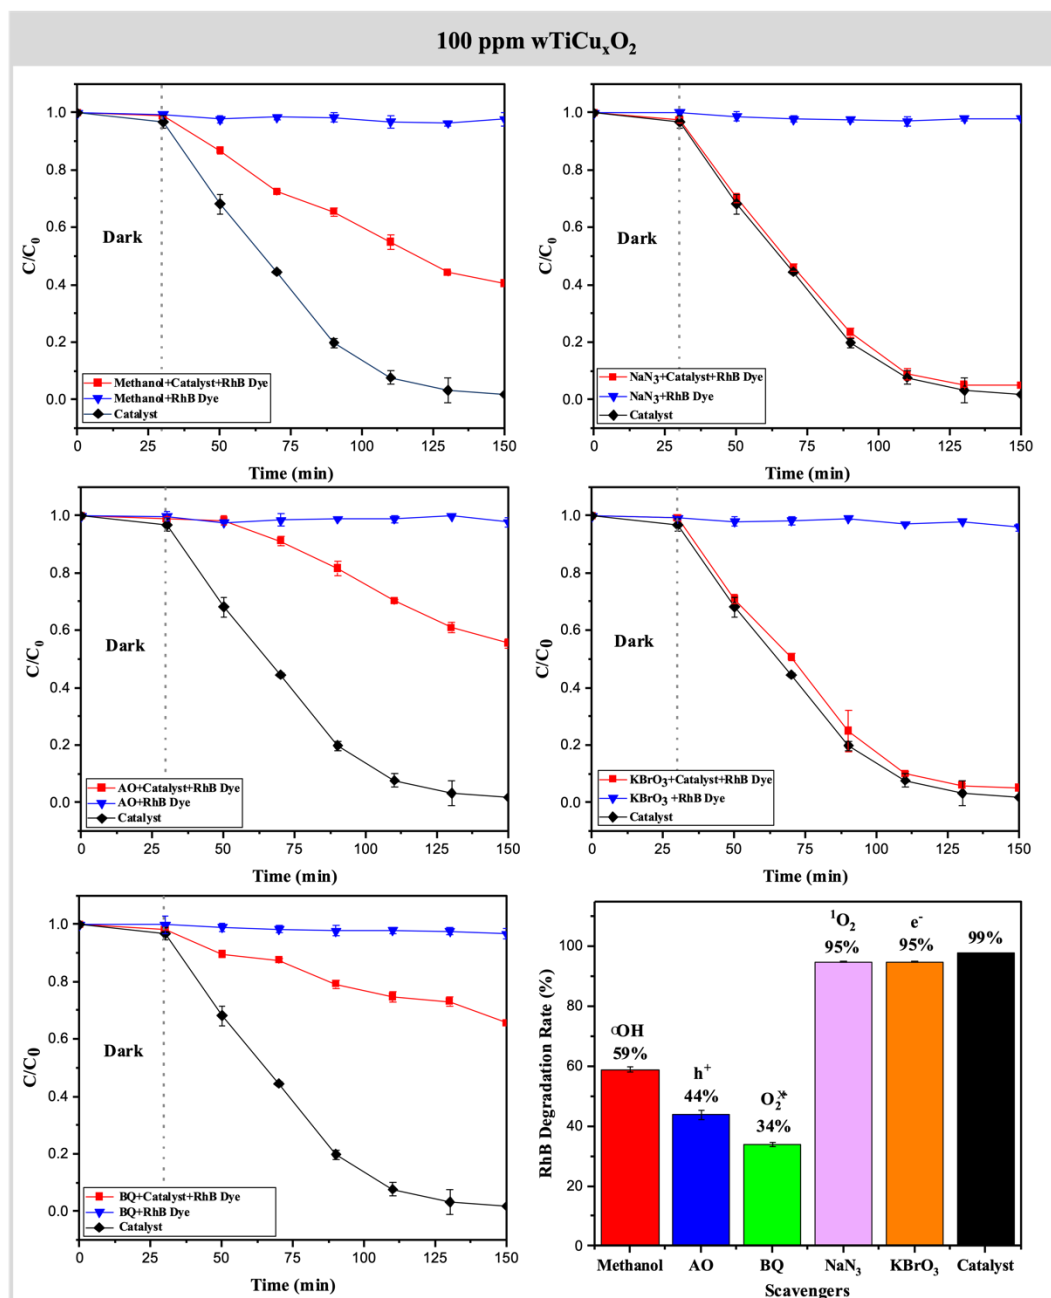 100 ppm wTiCuₓO₂
1.0
0.8
0.6
0.4
0.2
0.0
C/C₀
Dark
Methanol+Catalyst+RhB Dye
Methanol+RhB Dye
Catalyst
0 25 50 75 100 125 150
Time (min)
1.0
0.8
0.6
0.4
0.2
0.0
C/C₀
Dark
NaN₃+Catalyst+RhB Dye
NaN₃+RhB Dye
Catalyst
0 25 50 75 100 125 150
Time (min)
1.0
0.8
0.6
0.4
0.2
0.0
C/C₀
Dark
AO+Catalyst+RhB Dye
AO+RhB Dye
Catalyst
0 25 50 75 100 125 150
Time (min)
1.0
0.8
0.6
0.4
0.2
0.0
C/C₀
Dark
KBrO₃+Catalyst+RhB Dye
KBrO₃ +RhB Dye
Catalyst
0 25 50 75 100 125 150
Time (min)
1.0
0.8
0.6
0.4
0.2
0.0
C/C₀
Dark
BQ+Catalyst+RhB Dye
BQ+RhB Dye
Catalyst
0 25 50 75 100 125 150
Time (min)
100
80
60
40
20
0
RhB Degradation Rate (%)
OH
59%
h⁺
44%
O₂
34%
¹O₂
95%
e⁻
95%
99%
Methanol AO BQ NaN₃ KBrO₃ Catalyst
Scavengers